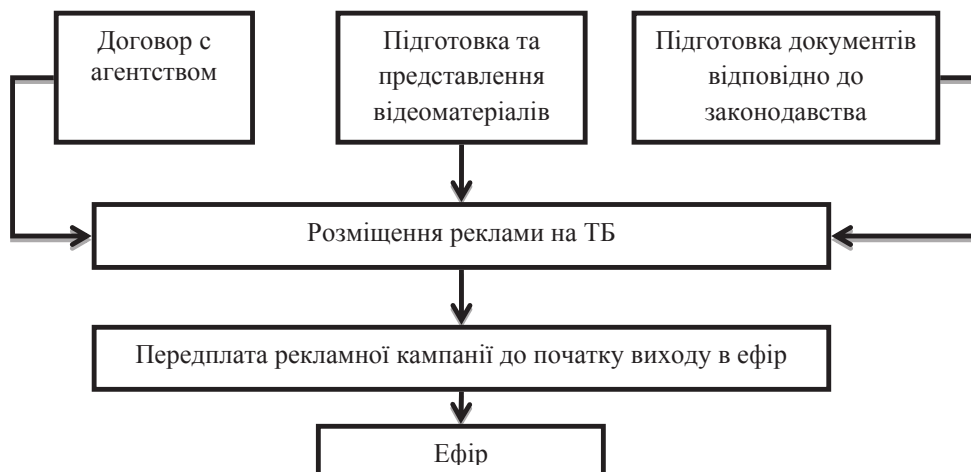 Договор с
агентством
Підготовка та
представлення
відеоматеріалів
Підготовка документів
відповідно до
законодавства
Розміщення реклами на ТБ
Передплата рекламної кампанії до початку виходу в ефір
Ефір